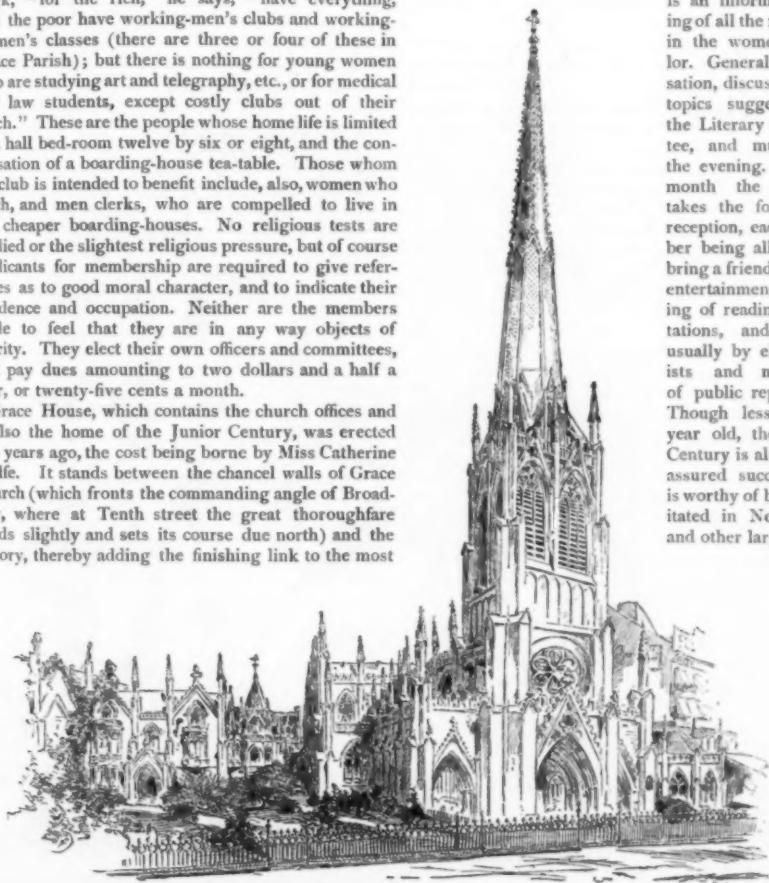 "for the rich," he says, "have everything,
the poor have working-men's clubs and working-
men's classes (there are three or four of these in
ce Parish); but there is nothing for young women
o are studying art and telegraphy, etc., or for medical
law students, except costly clubs out of their
ch." These are the people whose home life is limited
hall bed-room twelve by six or eight, and the con-
sation of a boarding-house tea-table. Those whom
club is intended to benefit include, also, women who
h, and men clerks, who are compelled to live in
cheaper boarding-houses. No religious tests are
lied or the slightest religious pressure, but of course
licants for membership are required to give refer-
es as to good moral character, and to indicate their
dence and occupation. Neither are the members
le to feel that they are in any way objects of
rity. They elect their own officers and committees,
pay dues amounting to two dollars and a half a
r, or twenty-five cents a month.
race House, which contains the church offices and
lso the home of the Junior Century, was erected
years ago, the cost being borne by Miss Catherine
lfe. It stands between the chancel walls of Grace
rch (which fronts the commanding angle of Broad-
, where at Tenth street the great thoroughfare
ds slightly and sets its course due north) and the
ory, thereby adding the finishing link to the most
is an inform
ing of all the
in the wome
lor. General
sation, discus
topics sugge
the Literary
tee, and mu
the evening.
month the
takes the fo
reception, eac
ber being all
bring a friend
entertainmen
ing of readin
tations, and
usually by e
ists and m
of public rep
Though less
year old, the
Century is al
assured succ
is worthy of b
itated in Ne
and other lar